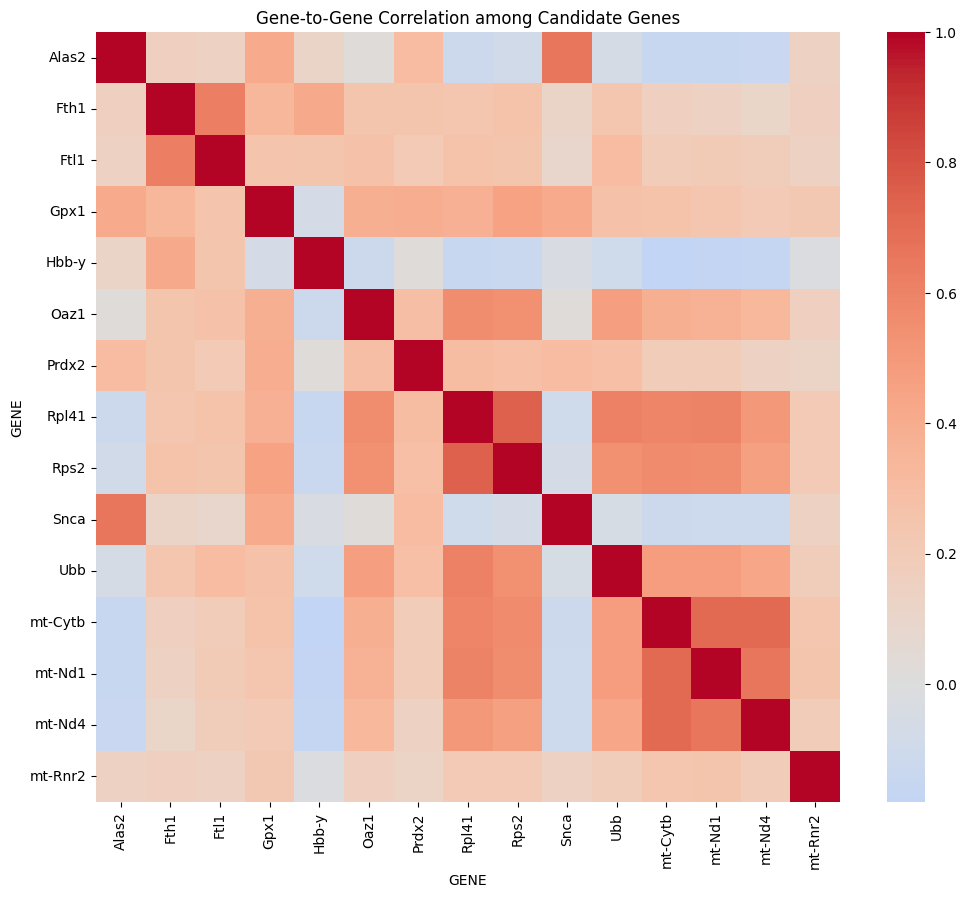 Gene-to-Gene Correlation among Candidate Genes
GENE
Alas2
Fth1
Ftl1
Gpx1
Hbb-y
Oaz1
Prdx2
Rpl41
Rps2
Snca
Ubb
mt-Cytb
mt-Nd1
mt-Nd4
mt-Rnr2
Alas2
Fth1
Ftl1
Gpx1
Hbb-y
Oaz1
Prdx2
Rpl41
Rps2
Snca
Ubb
mt-Cytb
mt-Nd1
mt-Nd4
mt-Rnr2
GENE
1.0
0.8
0.6
0.4
0.2
0.0